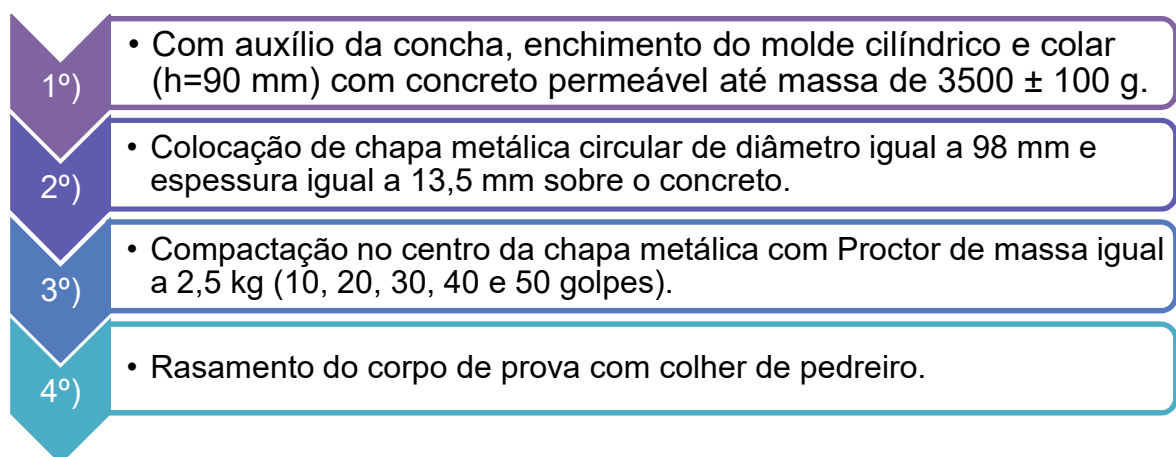 1º)
• Com auxílio da concha, enchimento do molde cilíndrico e colar
(h=90 mm) com concreto permeável até massa de 3500 ± 100 g.
2º)
• Colocação de chapa metálica circular de diâmetro igual a 98 mm e
espessura igual a 13,5 mm sobre o concreto.
3º)
• Compactação no centro da chapa metálica com Proctor de massa igual
a 2,5 kg (10, 20, 30, 40 e 50 golpes).
4º)
• Rasamento do corpo de prova com colher de pedreiro.